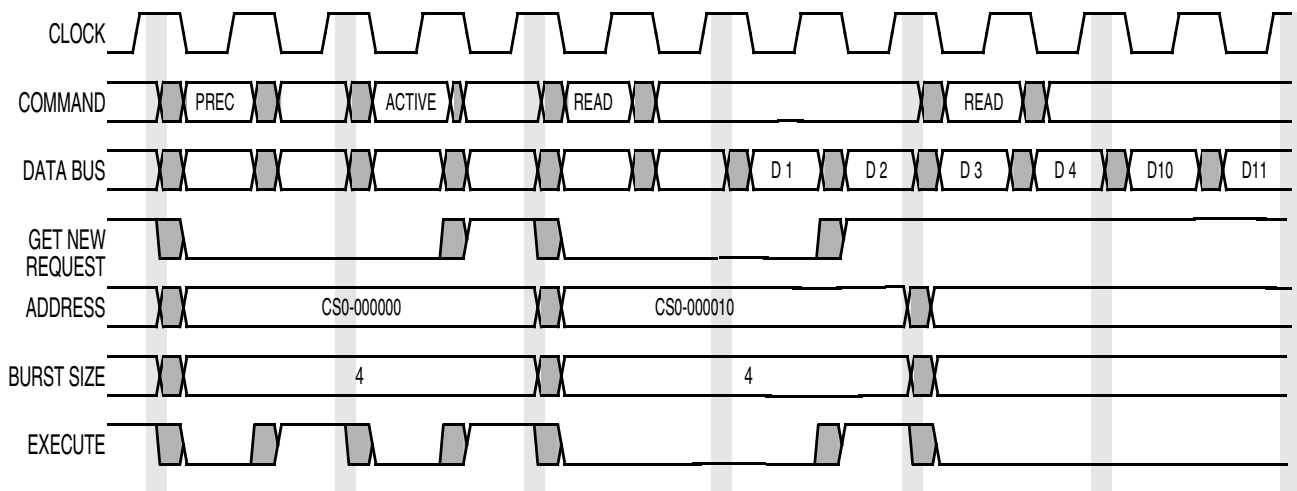 CLOCK
COMMAND PREC ACTIVE READ READ
DATA BUS D 1 D 2 D 3 D 4 D10 D11
GET NEW
REQUEST
ADDRESS CS0-000000 CS0-000010
BURST SIZE 4 4
EXECUTE